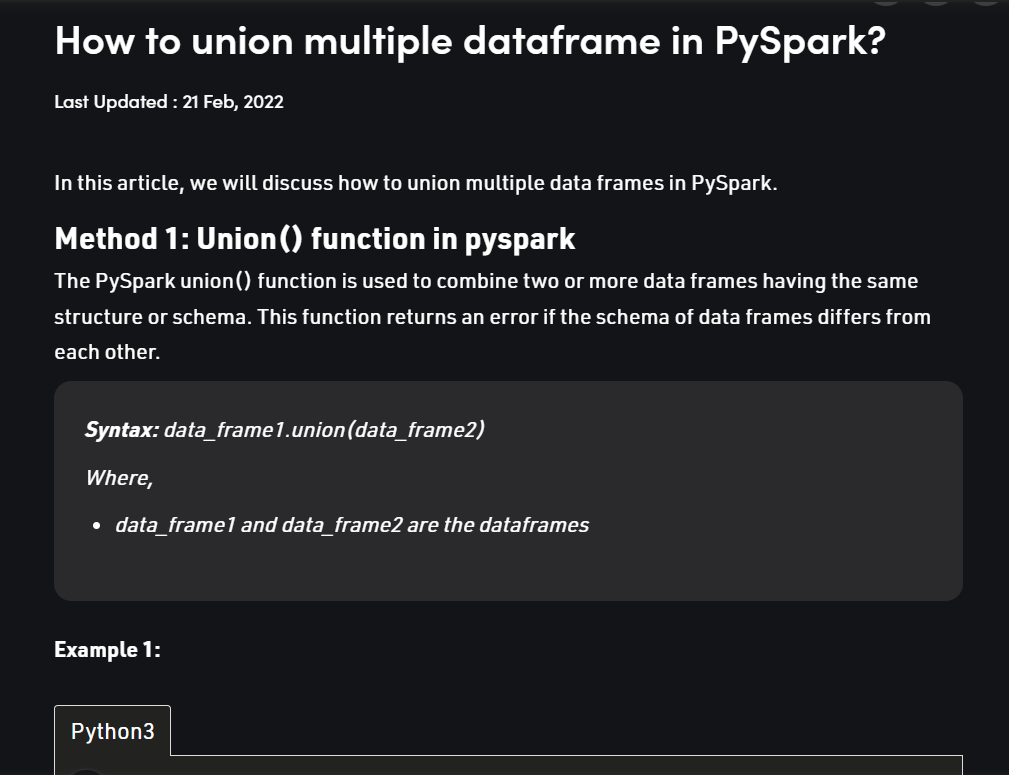 How to union multiple dataframe in PySpark?
Last Updated : 21 Feb, 2022
In this article, we will discuss how to union multiple data frames in PySpark.
Method 1: Union() function in pyspark
The PySpark union() function is used to combine two or more data frames having the same
structure or schema. This function returns an error if the schema of data frames differs from
each other.
Syntax: data_frame1.union(data_frame2)
Where,
• data_frame1 and data_frame2 are the dataframes
Example 1:
Python3